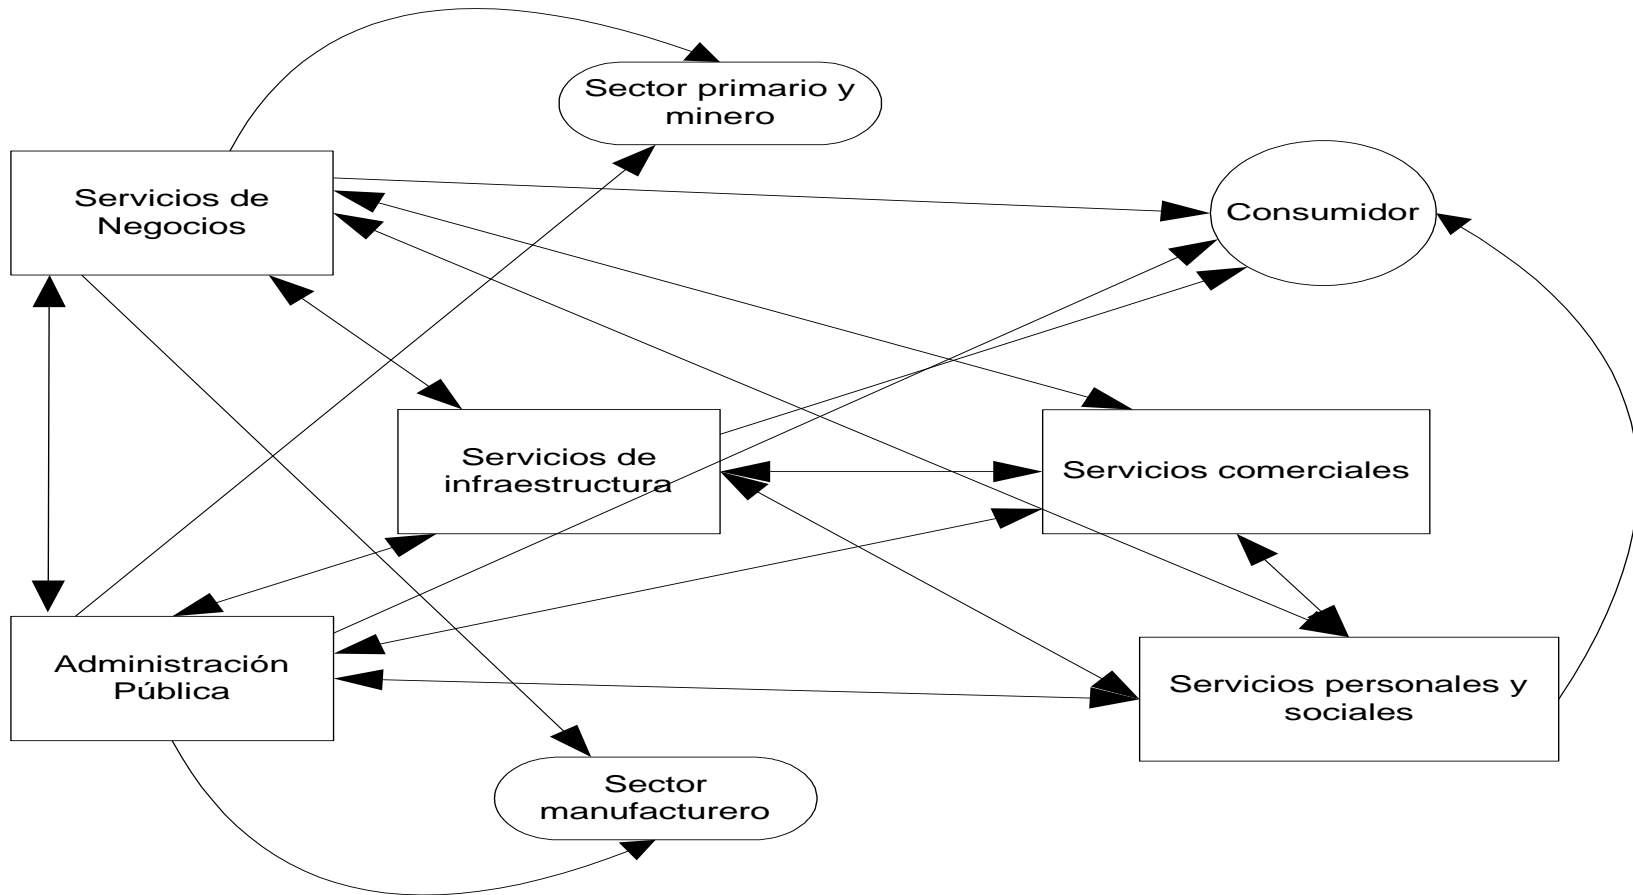 Sector primario y
minero
Servicios de
Negocios
Consumidor
Servicios de
infraestructura
Servicios comerciales
Administración
Pública
Servicios personales y
sociales
Sector
manufacturero